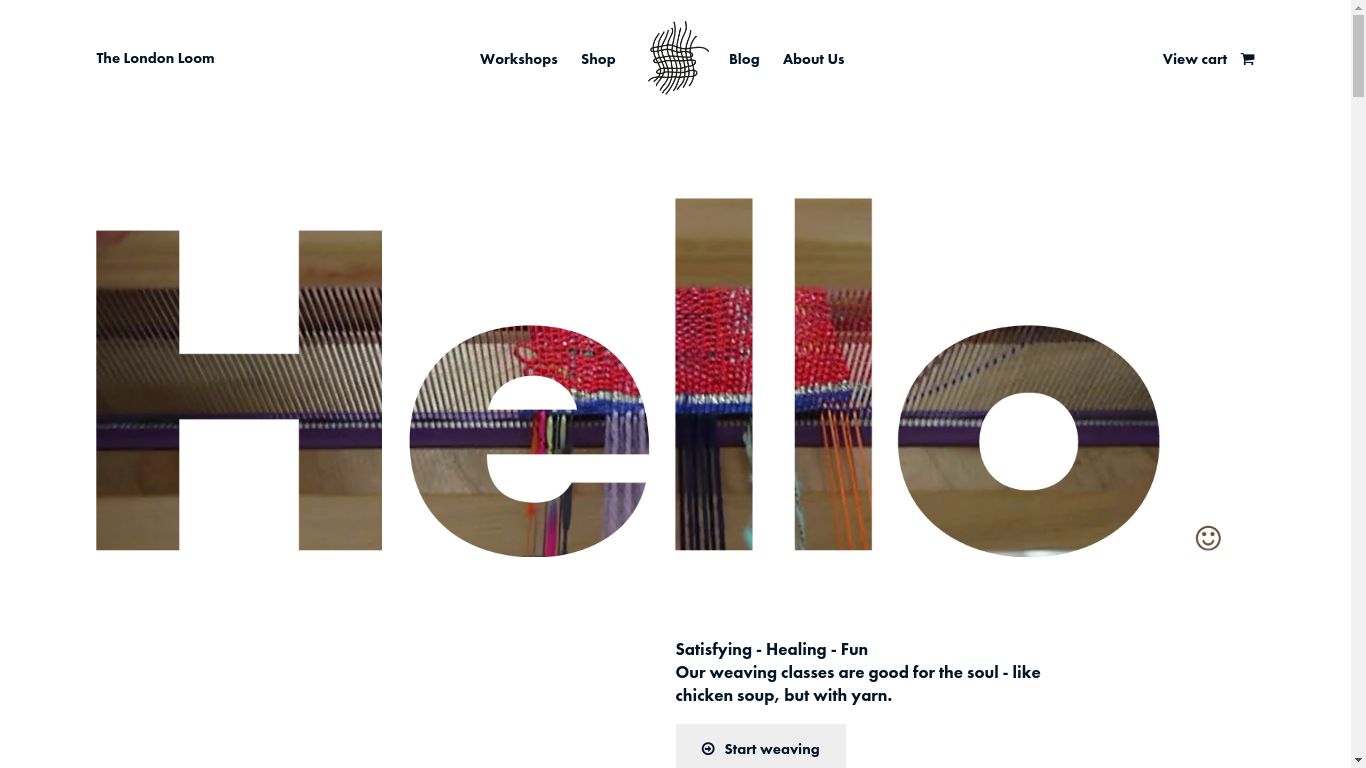 The London Loom
Workshops
Shop
Blog
About Us
View cart
Hello
Satisfying - Healing - Fun
Our weaving classes are good for the soul - like
chicken soup, but with yarn.
Start weaving